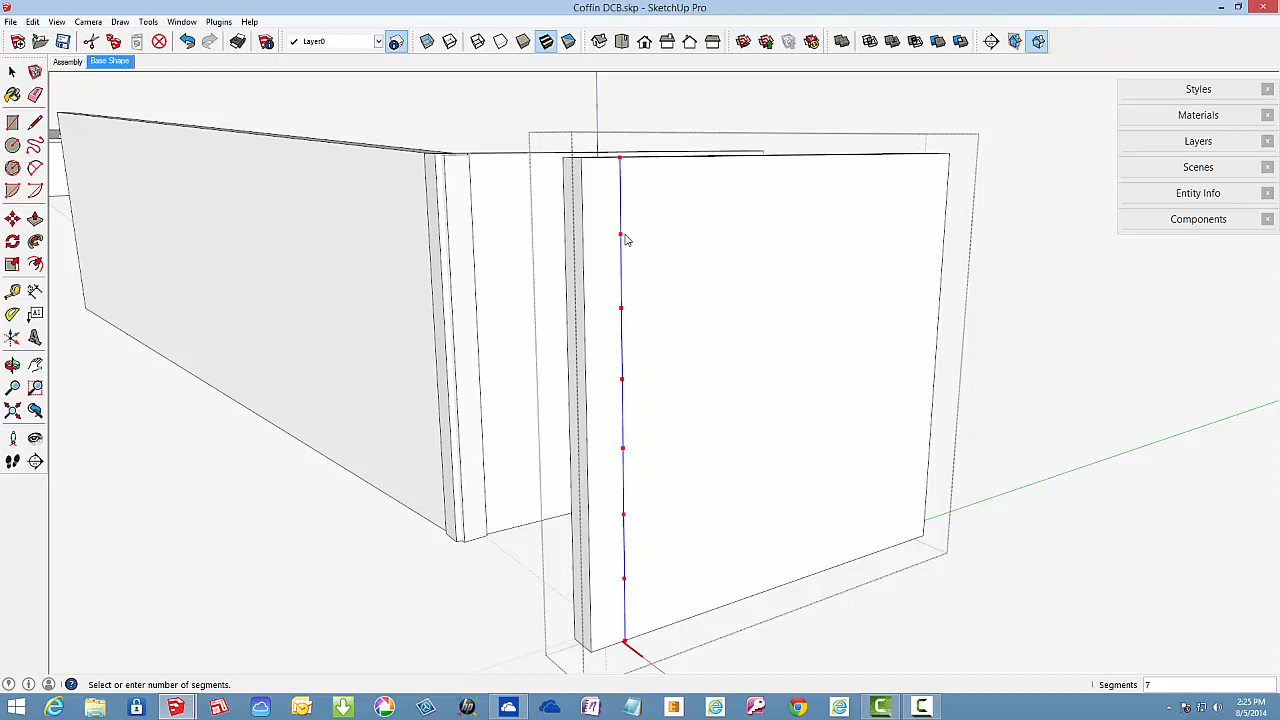 Coffin DCB.skp - SketchUp Pro
File Edit View Camera Draw Tools Window Plugins Help
Layer0
Assembly Base Shape
Styles
Materials
Layers
Scenes
Entity Info
Components
A1
Select or enter number of segments.
Segments 7
2:25 PM
8/5/2014